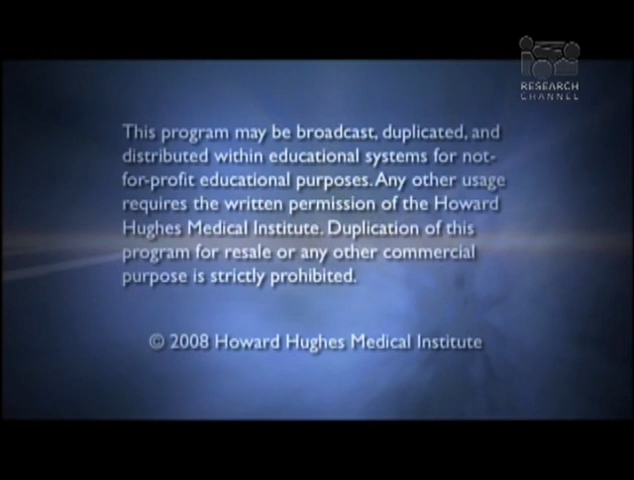 RESEARCH
CHANNEL
This program may be broadcast, duplicated, and
distributed within educational systems for not-
for-profit educational purposes. Any other usage
requires the written permission of the Howard
Hughes Medical Institute. Duplication of this
program for resale or any other commercial
purpose is strictly prohibited.
© 2008 Howard Hughes Medical Institute